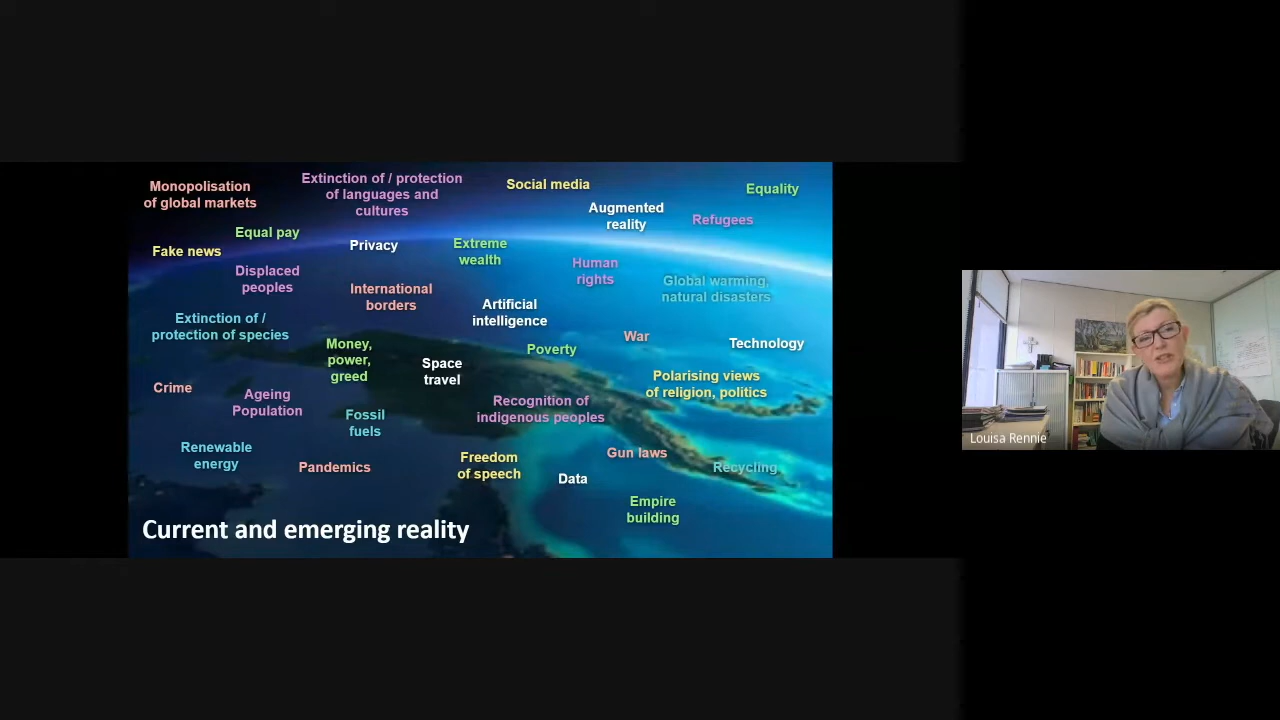 Monopolisation
of global markets
Extinction of / protection
of languages and
cultures
Social media
Equality
Augmented
reality
Refugees
Equal pay
Fake news
Privacy
Extreme
wealth
Displaced
peoples
Human
rights
International
borders
Global warming,
natural disasters
Artificial
intelligence
Extinction of /
protection of species
War
Technology
Money,
power,
greed
Poverty
Space
travel
Crime
Polarising views
of religion, politics
Ageing
Population
Recognition of
indigenous peoples
Fossil
fuels
Renewable
energy
Pandemics
Freedom
of speech
Gun laws
Recycling
Data
Empire
building
Current and emerging reality
Louisa Rennie